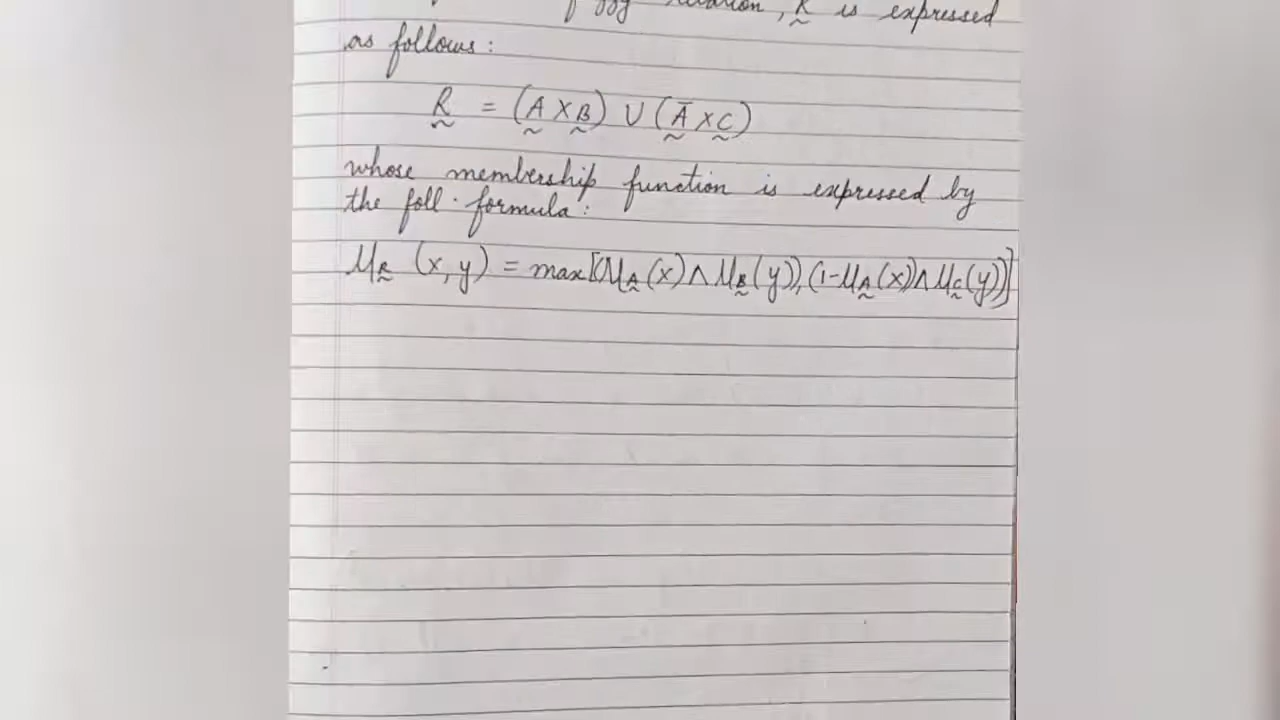 relation, R̰ is expressed
as follows:
R̰ = (A̰ × B̰) ∪ (Ā̰ × C̰)
whose membership function is expressed by
the foll. formula:
μR̰ (x, y) = max[(μA̰(x) ∧ μB̰(y)), (1-μA̰(x)) ∧ μC̰(y))]